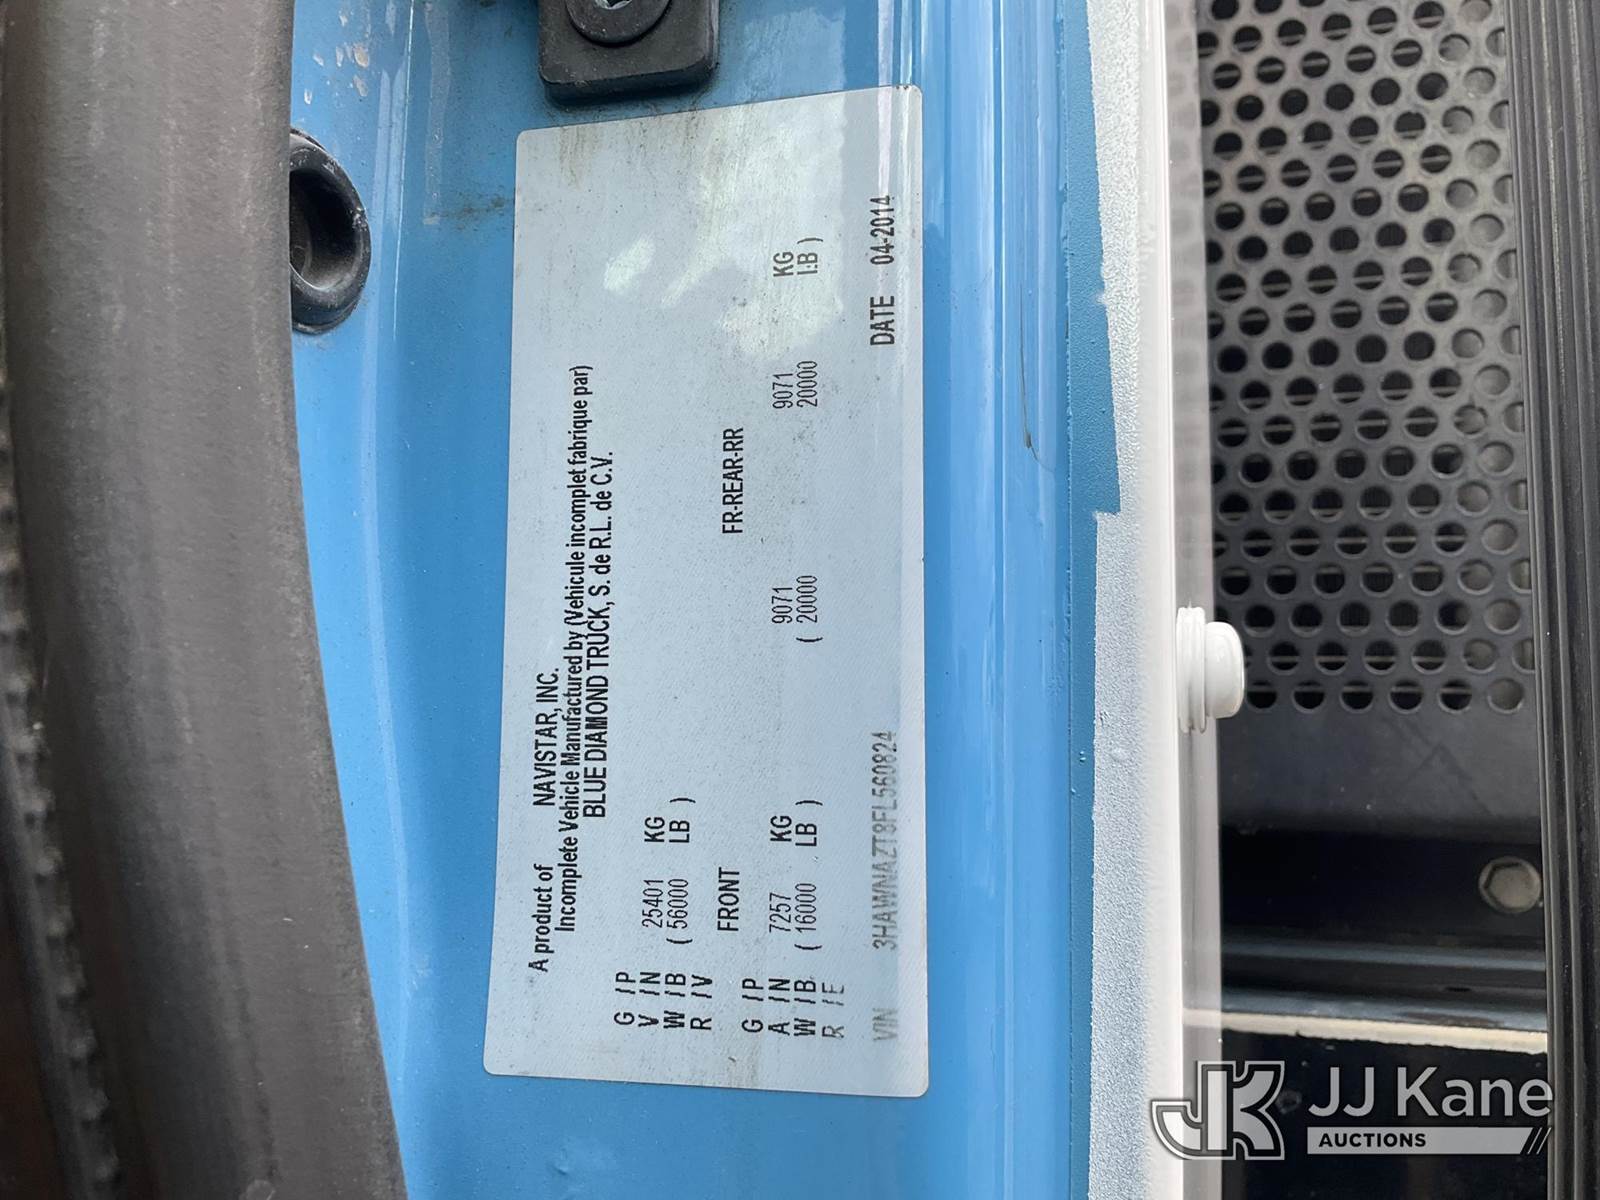 A product of NAVISTAR, INC.
Incomplete Vehicle Manufactured by (Vehicule incomplet fabrique par)
BLUE DIAMOND TRUCK, S. de R.L. de C.V.
G / P
V / N 25401 KG
W / B ( 56000 LB )
R / V
FRONT FR-REAR-RR
G / P
A / N 7257 KG 9071 9071 KG
W / B ( 16000 LB ) ( 20000 20000 LB )
R / E
VIN 3HAWNAZT8FL560824 DATE 04-2014
JJ Kane
AUCTIONS